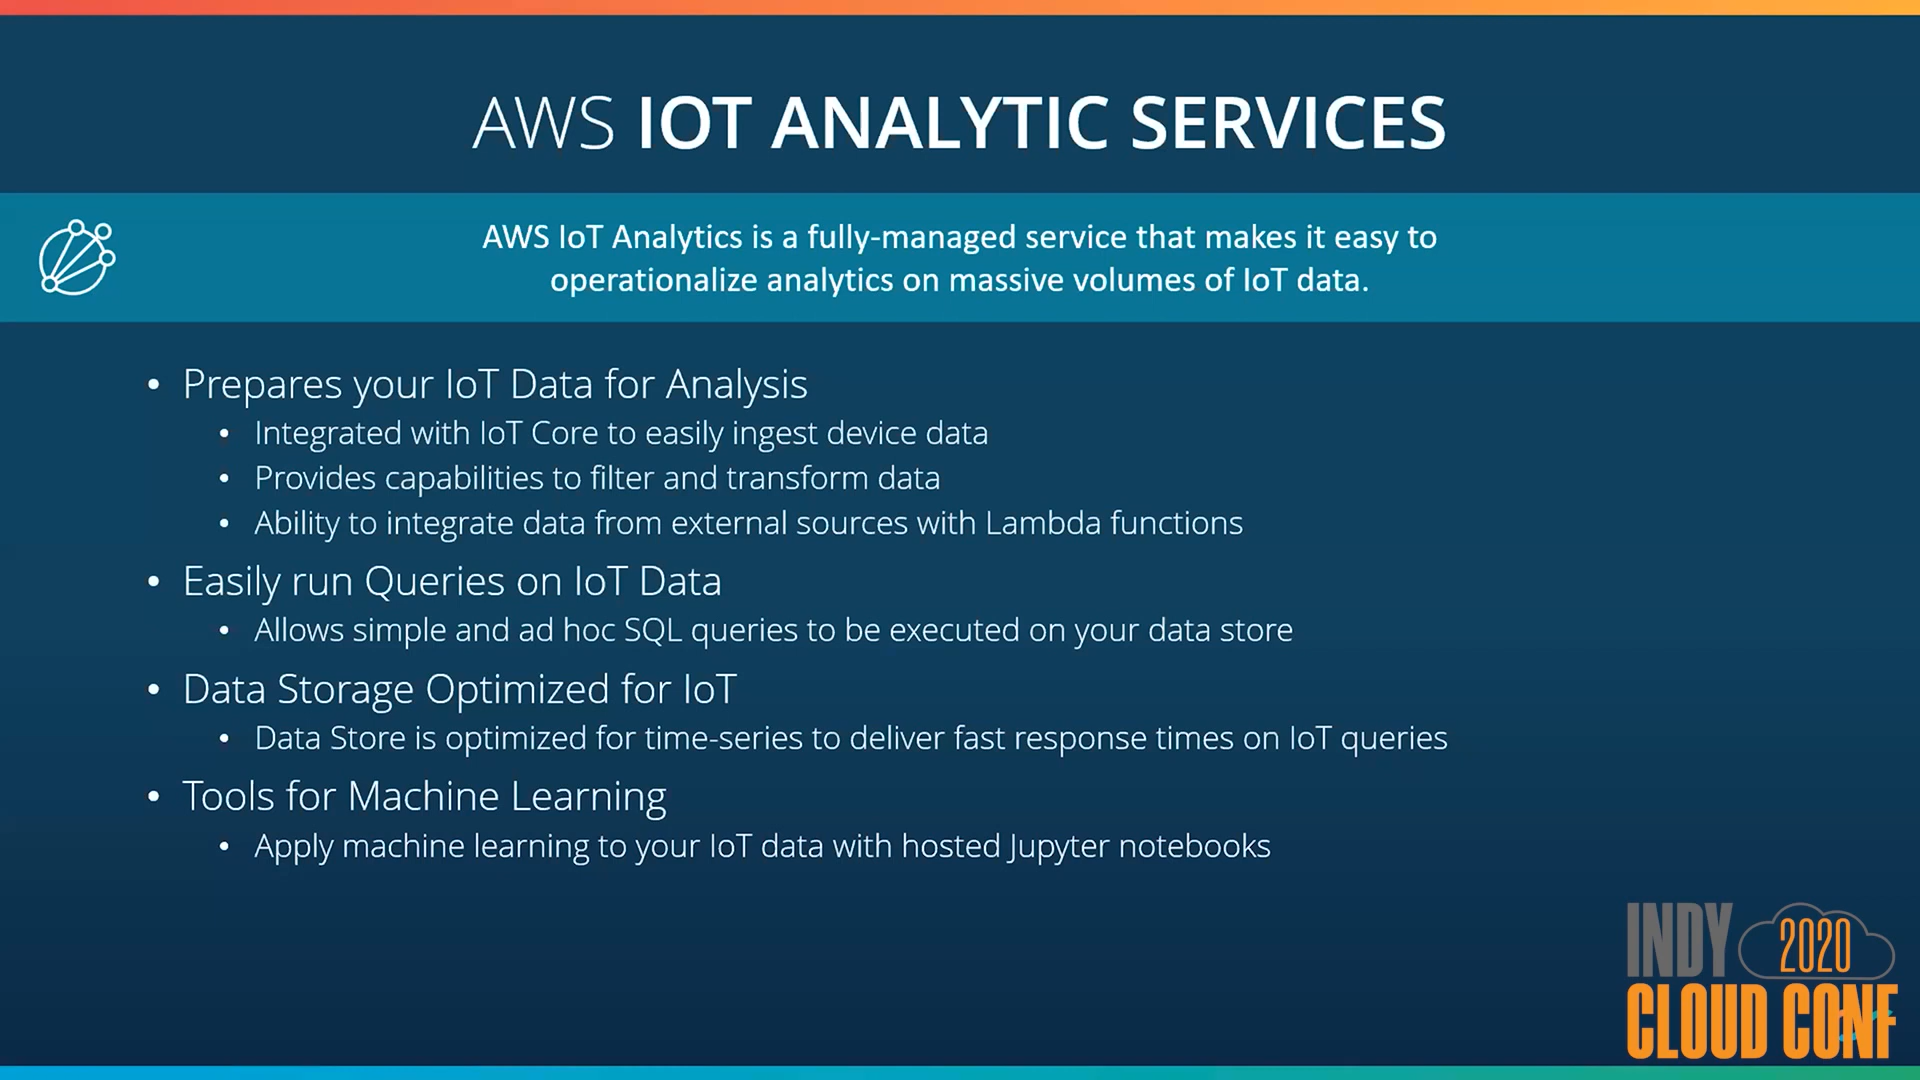 AWS IOT ANALYTIC SERVICES
AWS IoT Analytics is a fully-managed service that makes it easy to
operationalize analytics on massive volumes of IoT data.
• Prepares your IoT Data for Analysis
• Integrated with IoT Core to easily ingest device data
• Provides capabilities to filter and transform data
• Ability to integrate data from external sources with Lambda functions
• Easily run Queries on IoT Data
• Allows simple and ad hoc SQL queries to be executed on your data store
• Data Storage Optimized for IoT
• Data Store is optimized for time-series to deliver fast response times on IoT queries
• Tools for Machine Learning
• Apply machine learning to your IoT data with hosted Jupyter notebooks
INDY 2020
CLOUD CONF